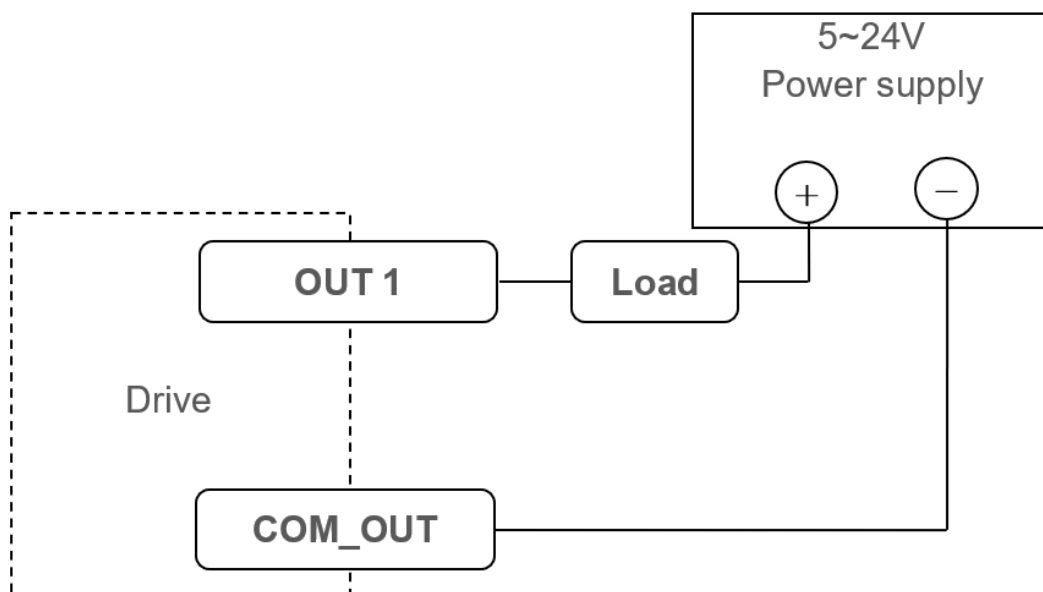 5~24V
Power supply
+
−
OUT 1
Load
Drive
COM_OUT